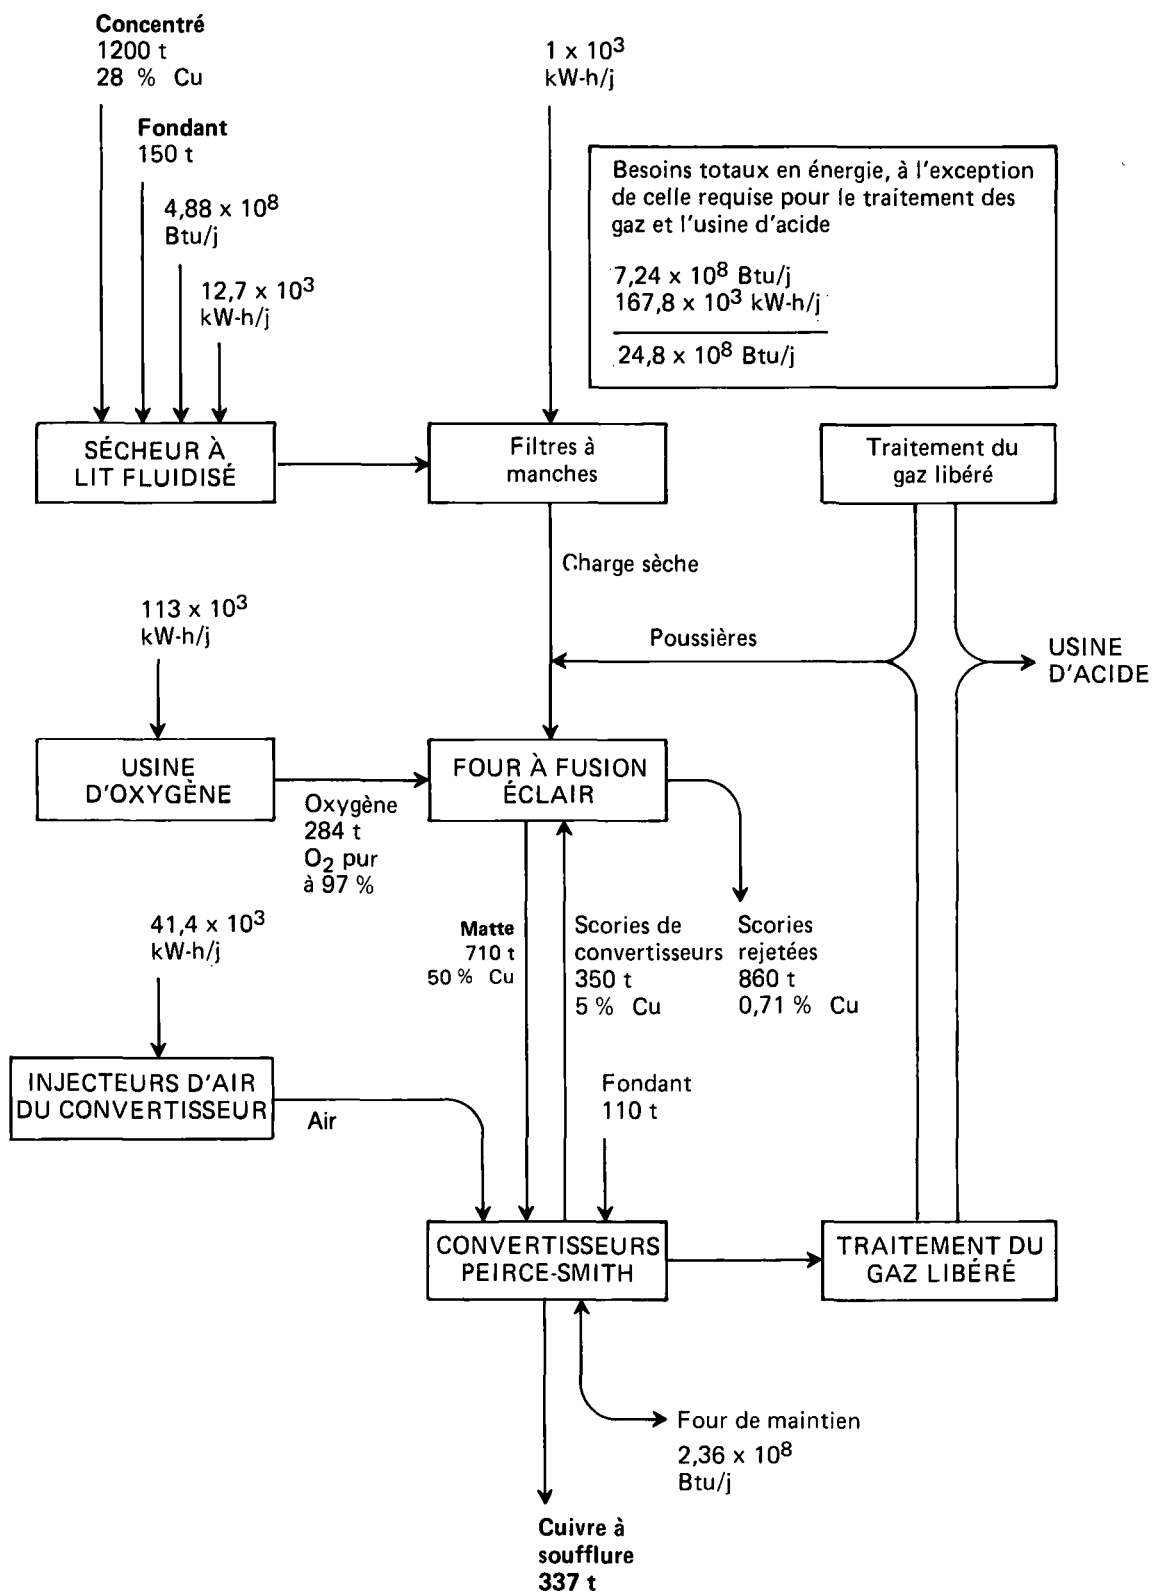 Concentré
1200 t
28 % Cu
Fondant
150 t
4,88 x 10⁸
Btu/j
12,7 x 10³
kW-h/j
1 x 10³
kW-h/j
Besoins totaux en énergie, à l'exception
de celle requise pour le traitement des
gaz et l'usine d'acide
7,24 x 10⁸ Btu/j
167,8 x 10³ kW-h/j
24,8 x 10⁸ Btu/j
SÉCHEUR À
LIT FLUIDISÉ
Filtres à
manches
Traitement du
gaz libéré
Charge sèche
113 x 10³
kW-h/j
Poussières
USINE
D'ACIDE
USINE
D'OXYGÈNE
FOUR À FUSION
ÉCLAIR
Oxygène
284 t
O₂ pur
à 97 %
41,4 x 10³
kW-h/j
Matte
710 t
50 % Cu
Scories de
convertisseurs
350 t
5 % Cu
Scories
rejetées
860 t
0,71 % Cu
INJECTEURS D'AIR
DU CONVERTISSEUR
Air
Fondant
110 t
CONVERTISSEURS
PEIRCE-SMITH
TRAITEMENT DU
GAZ LIBÉRÉ
Four de maintien
2,36 x 10⁸
Btu/j
Cuivre à
soufflure
337 t